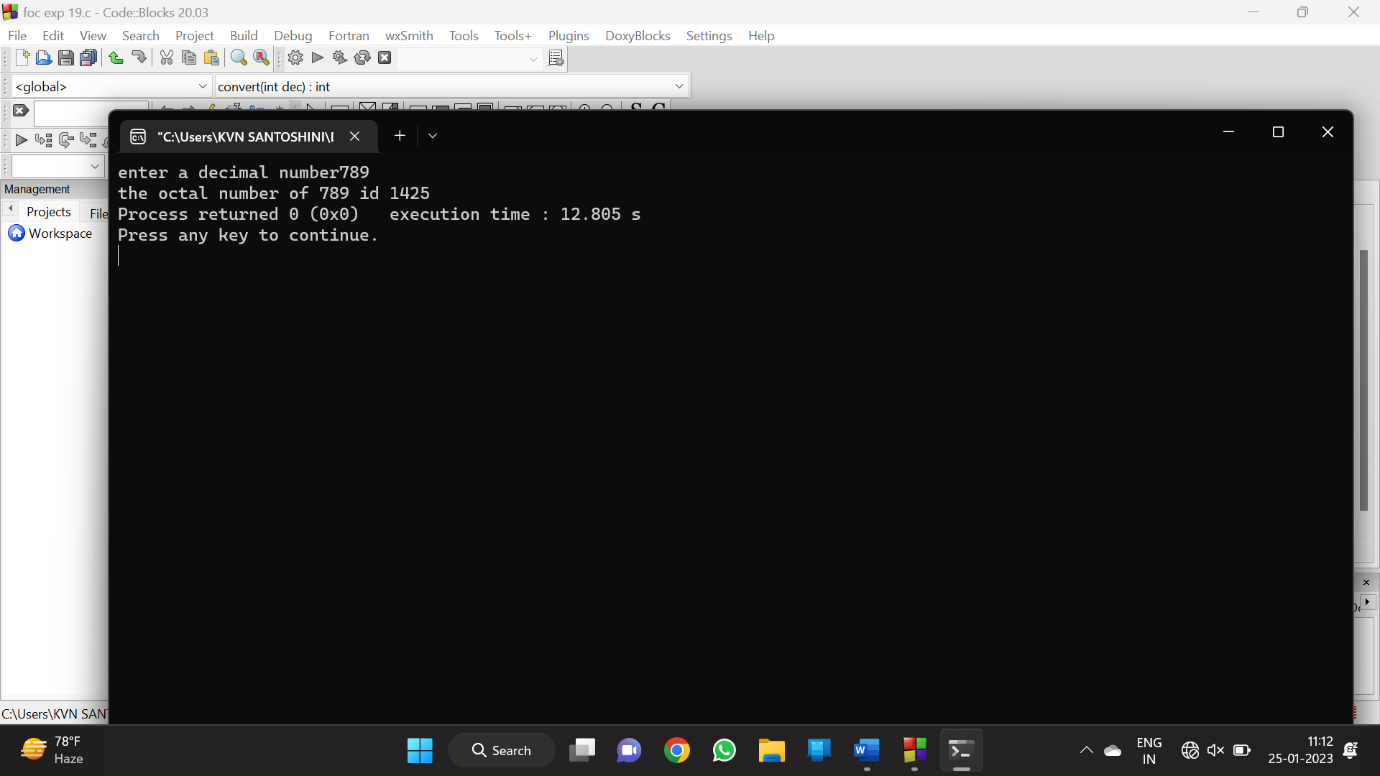 foc exp 19.c - Code::Blocks 20.03
File Edit View Search Project Build Debug Fortran wxSmith Tools Tools+ Plugins DoxyBlocks Settings Help
<global> convert(int dec) : int
"C:\Users\KVN SANTOSHINI\
enter a decimal number789
the octal number of 789 id 1425
Process returned 0 (0x0) execution time : 12.805 s
Press any key to continue.
Management
Projects File
Workspace
C:\Users\KVN SAN
78°F
Haze
Search
ENG
IN
11:12
25-01-2023